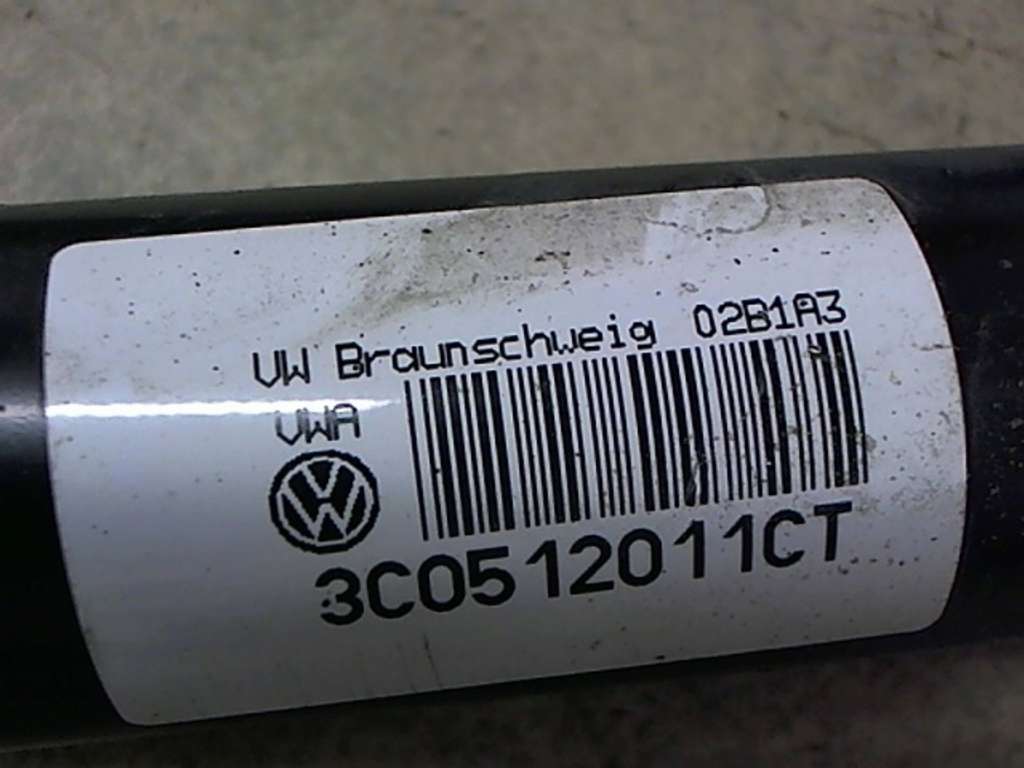 VW Braunschweig 02B1A3
VWA
3C0512011CT